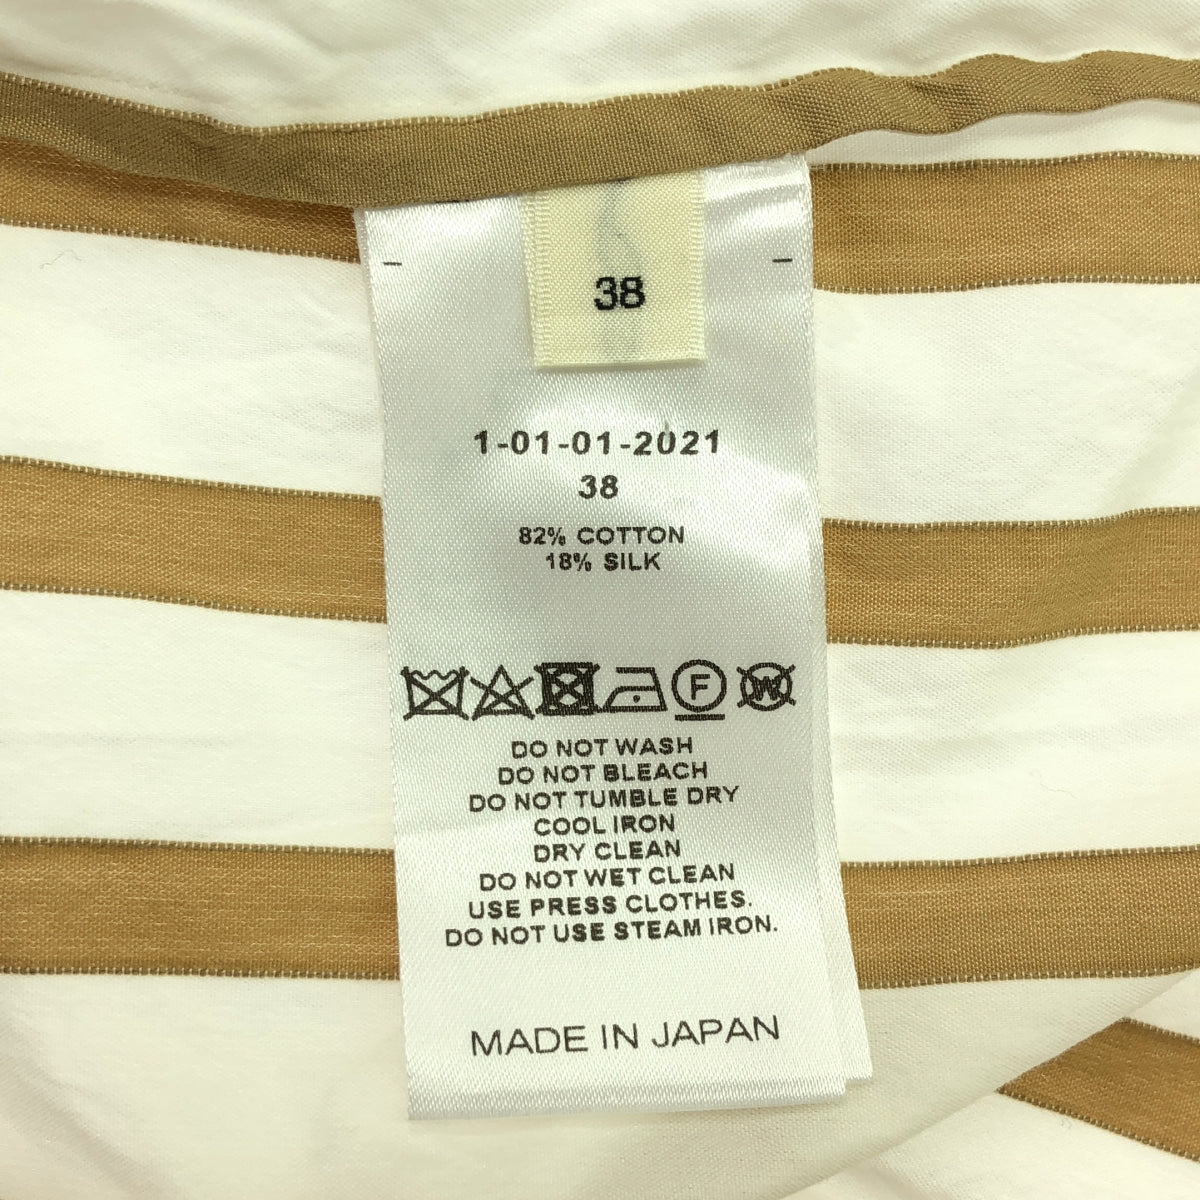 38
1-01-01-2021
38
82% COTTON
18% SILK
F W
DO NOT WASH
DO NOT BLEACH
DO NOT TUMBLE DRY
COOL IRON
DRY CLEAN
DO NOT WET CLEAN
USE PRESS CLOTHES.
DO NOT USE STEAM IRON.
MADE IN JAPAN